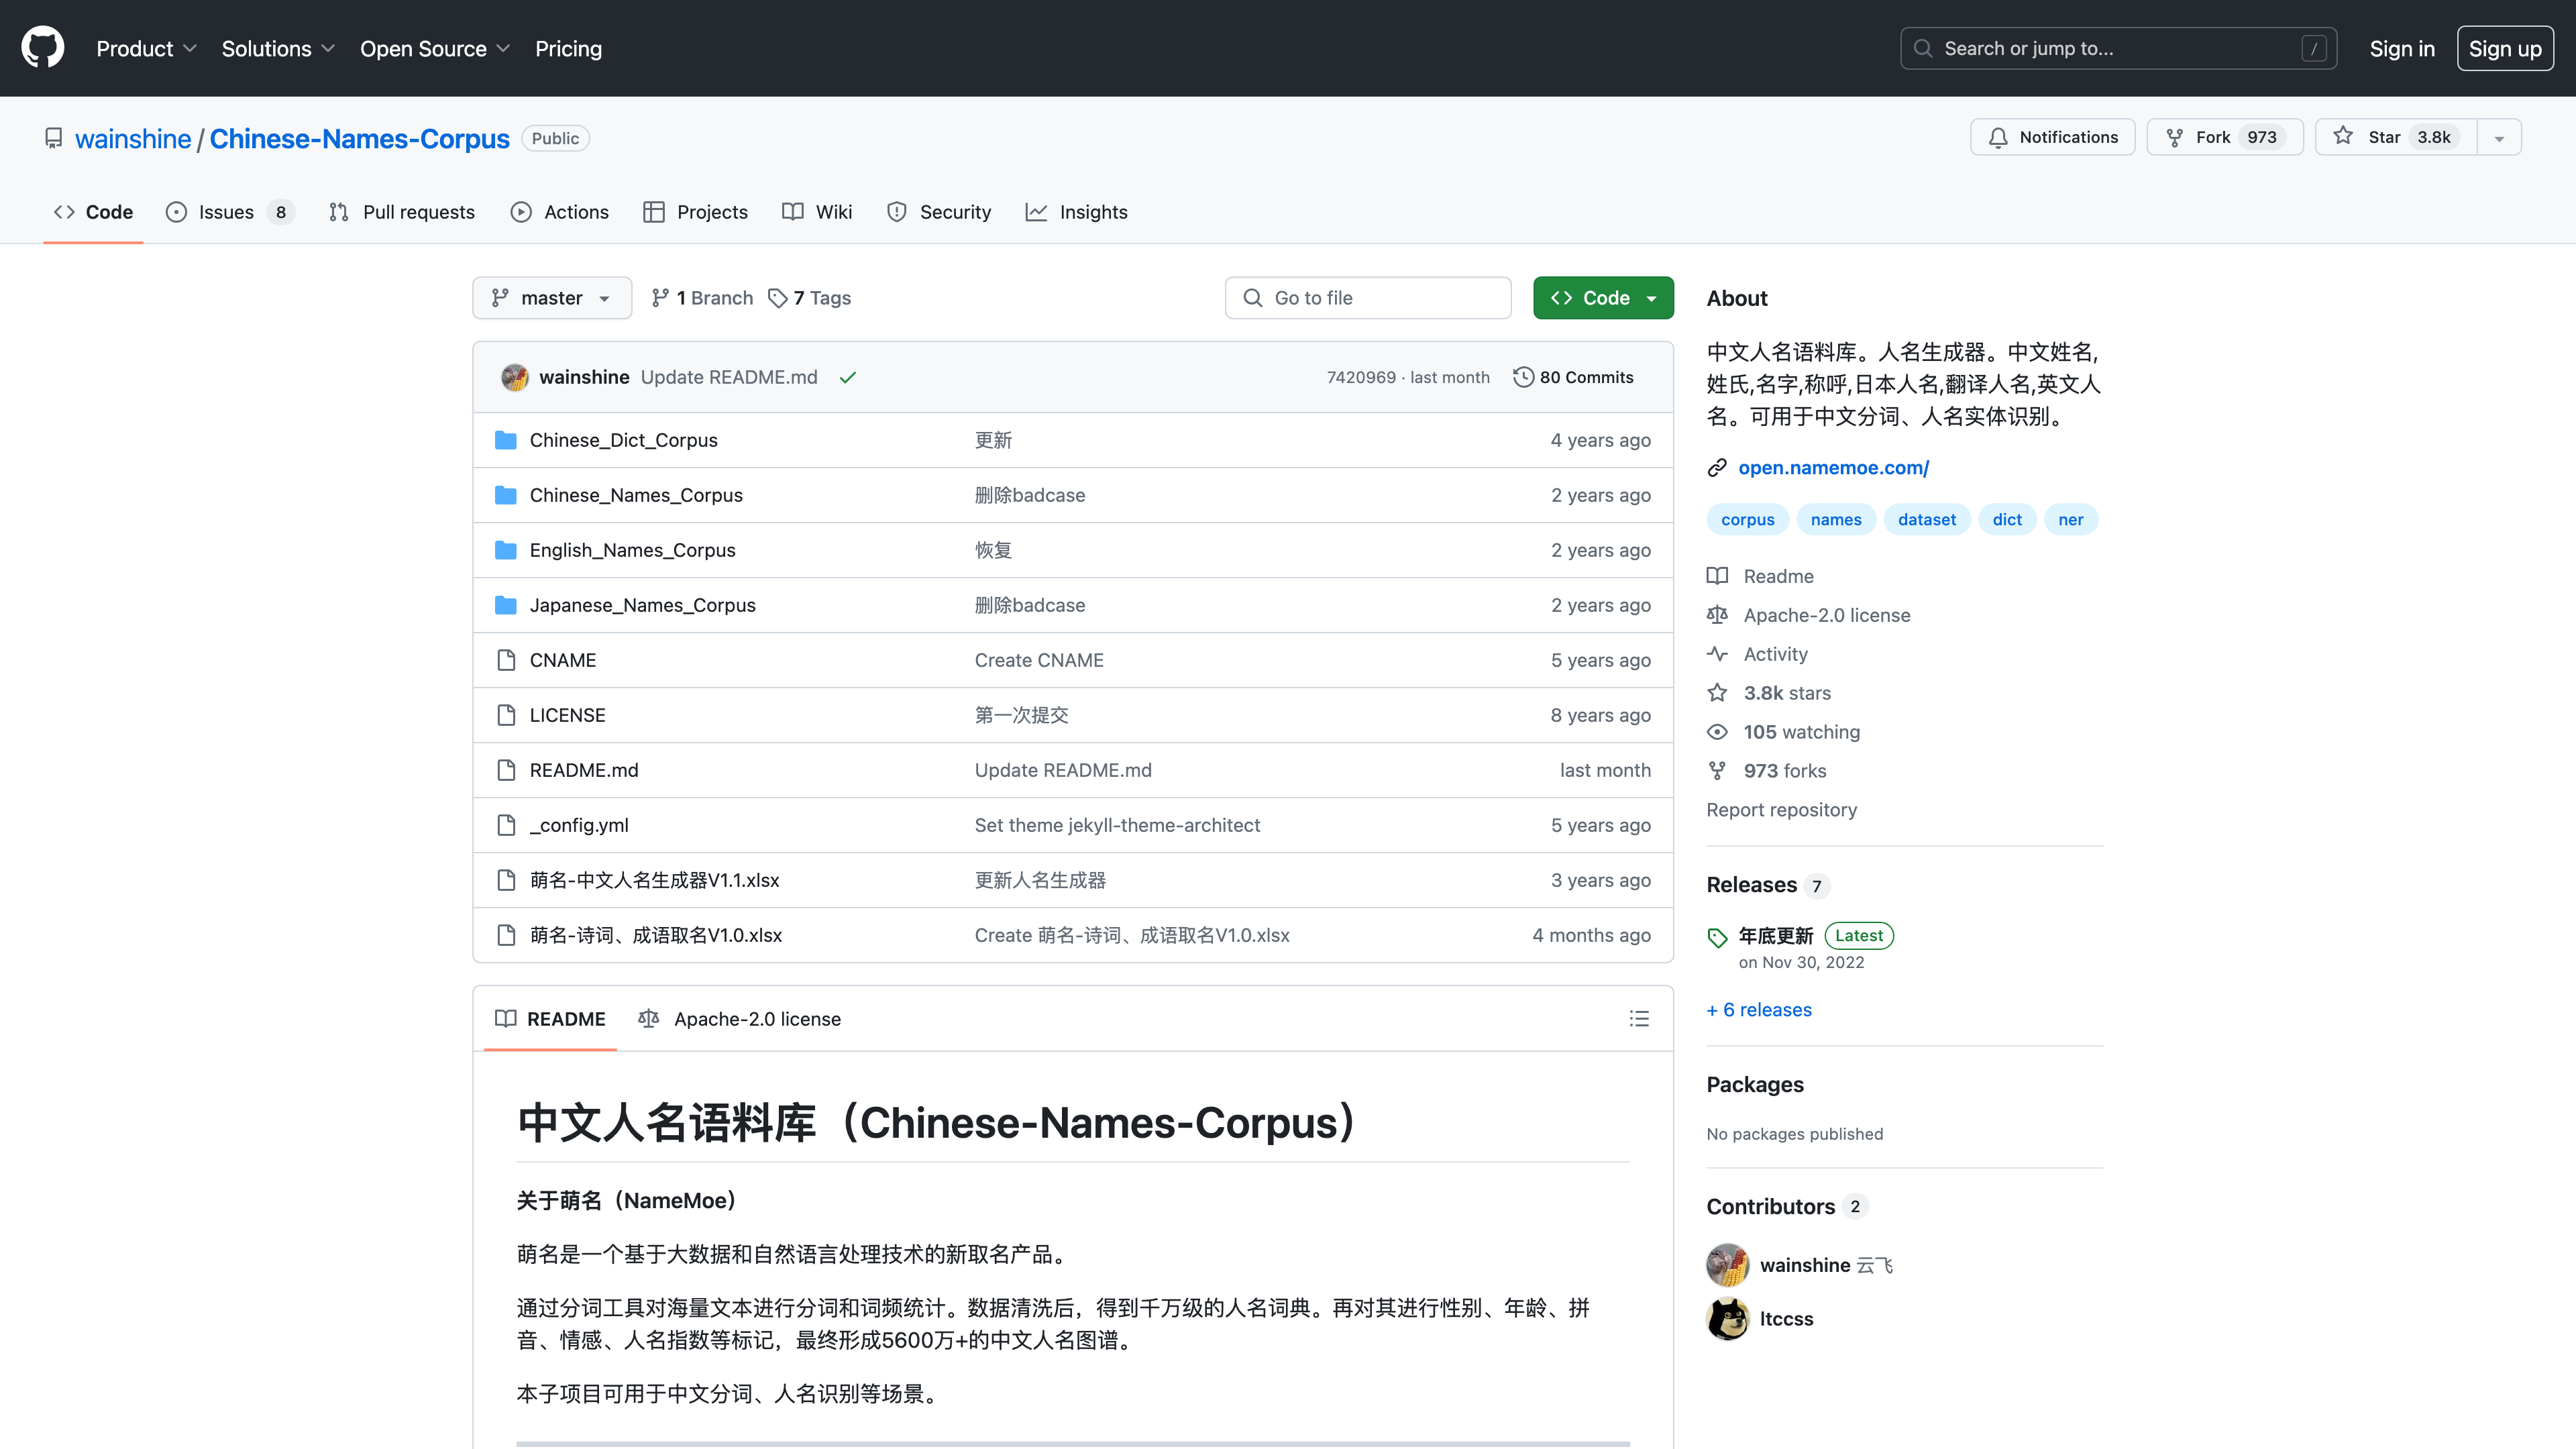 Product Solutions Open Source Pricing Search or jump to... / Sign in Sign up
wainshine / Chinese-Names-Corpus Public Notifications Fork 973 Star 3.8k
Code Issues 8 Pull requests Actions Projects Wiki Security Insights
master 1 Branch 7 Tags Go to file Code
wainshine Update README.md 7420969 · last month 80 Commits
Chinese_Dict_Corpus 更新 4 years ago
Chinese_Names_Corpus 删除badcase 2 years ago
English_Names_Corpus 恢复 2 years ago
Japanese_Names_Corpus 删除badcase 2 years ago
CNAME Create CNAME 5 years ago
LICENSE 第一次提交 8 years ago
README.md Update README.md last month
_config.yml Set theme jekyll-theme-architect 5 years ago
萌名-中文人名生成器V1.1.xlsx 更新人名生成器 3 years ago
萌名-诗词、成语取名V1.0.xlsx Create 萌名-诗词、成语取名V1.0.xlsx 4 months ago
README Apache-2.0 license
中文人名语料库（Chinese-Names-Corpus）
关于萌名（NameMoe）
萌名是一个基于大数据和自然语言处理技术的新取名产品。
通过分词工具对海量文本进行分词和词频统计。数据清洗后，得到千万级的人名词典。再对其进行性别、年龄、拼
音、情感、人名指数等标记，最终形成5600万+的中文人名图谱。
本子项目可用于中文分词、人名识别等场景。
About
中文人名语料库。人名生成器。中文姓名,
姓氏,名字,称呼,日本人名,翻译人名,英文人
名。可用于中文分词、人名实体识别。
open.namemoe.com/
corpus names dataset dict ner
Readme
Apache-2.0 license
Activity
3.8k stars
105 watching
973 forks
Report repository
Releases 7
年底更新 Latest
on Nov 30, 2022
+ 6 releases
Packages
No packages published
Contributors 2
wainshine 云飞
ltccss